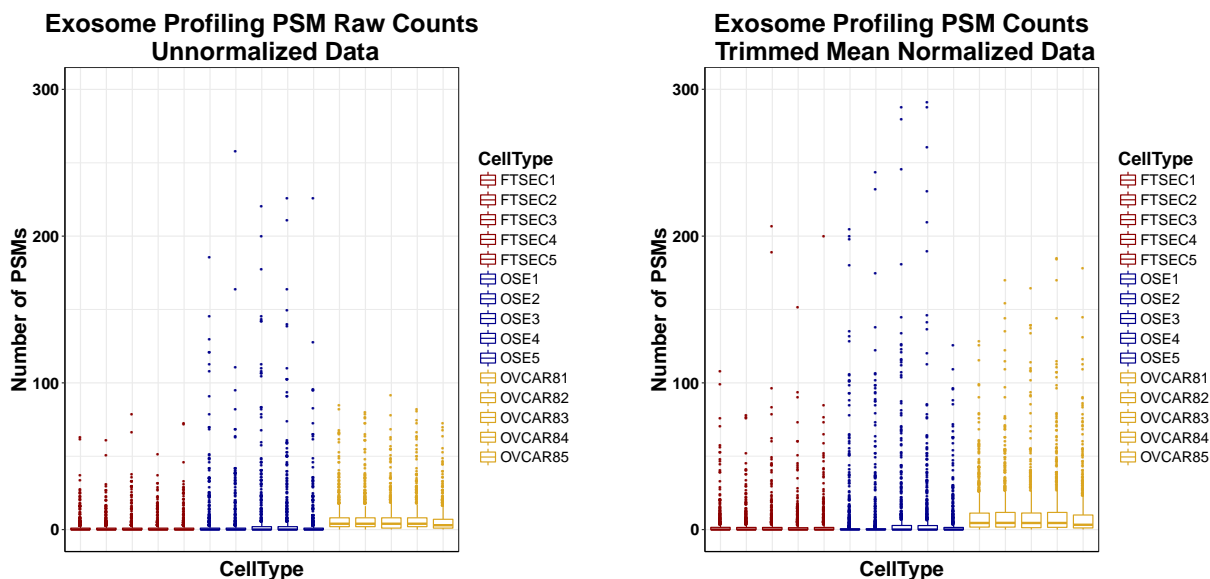 Exosome Profiling PSM Raw Counts
Unnormalized Data
Number of PSMs
300
200
100
0
CellType
CellType
FTSEC1
FTSEC2
FTSEC3
FTSEC4
FTSEC5
OSE1
OSE2
OSE3
OSE4
OSE5
OVCAR81
OVCAR82
OVCAR83
OVCAR84
OVCAR85
Exosome Profiling PSM Counts
Trimmed Mean Normalized Data
Number of PSMs
300
200
100
0
CellType
CellType
FTSEC1
FTSEC2
FTSEC3
FTSEC4
FTSEC5
OSE1
OSE2
OSE3
OSE4
OSE5
OVCAR81
OVCAR82
OVCAR83
OVCAR84
OVCAR85